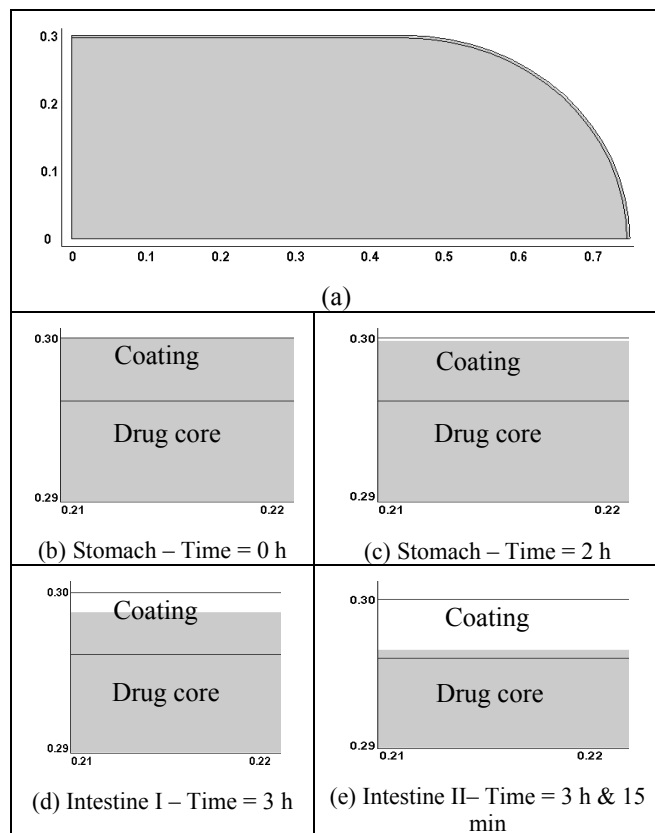 0.3
0.2
0.1
0
0 0.1 0.2 0.3 0.4 0.5 0.6 0.7
(a)
0.30
Coating
Drug core
0.29
0.21 0.22
(b) Stomach – Time = 0 h
0.30
Coating
Drug core
0.29
0.21 0.22
(c) Stomach – Time = 2 h
0.30
Coating
Drug core
0.29
0.21 0.22
(d) Intestine I – Time = 3 h
0.30
Coating
Drug core
0.29
0.21 0.22
(e) Intestine II– Time = 3 h & 15
min